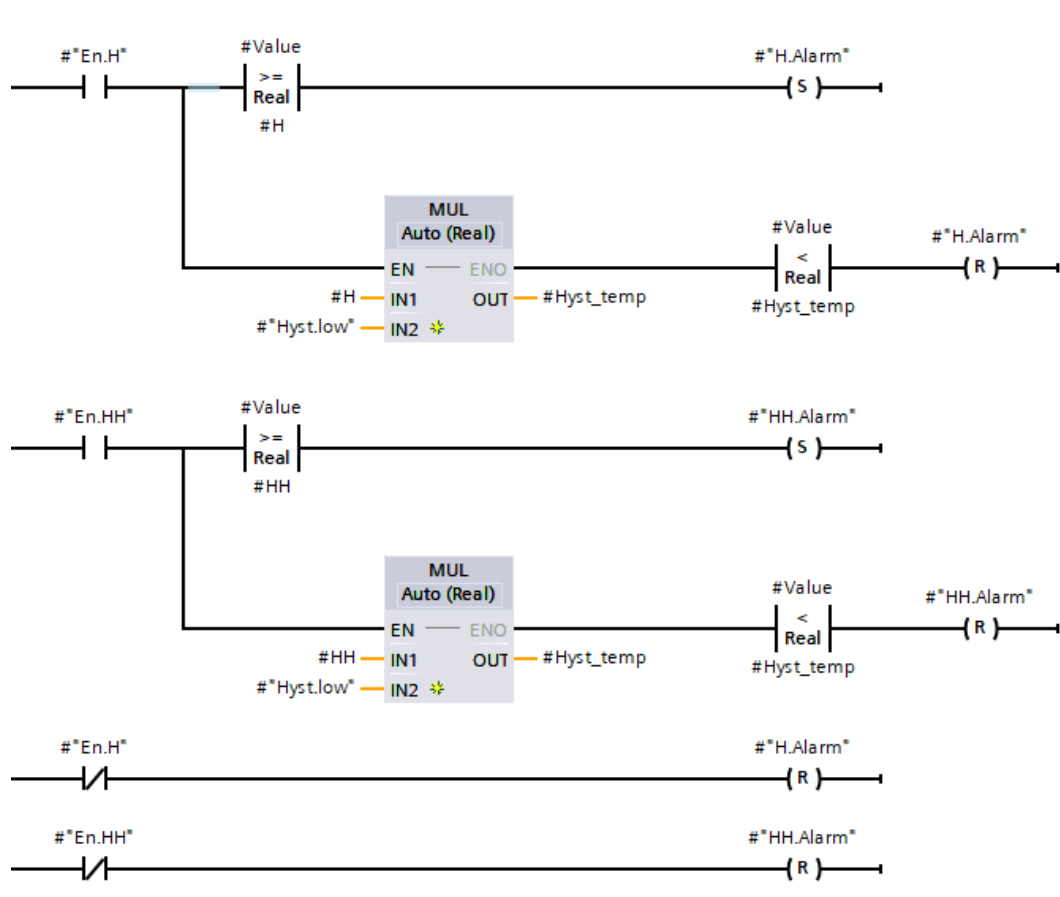 #"En.H"
#Value
#"H.Alarm"
>=
Real
S
#H
MUL
Auto (Real)
#Value
#"H.Alarm"
EN
ENO
<
Real
R
#H
IN1
OUT
#Hyst_temp
#Hyst_temp
#"Hyst.low"
IN2
#"En.HH"
#Value
#"HH.Alarm"
>=
Real
S
#HH
MUL
Auto (Real)
#Value
#"HH.Alarm"
EN
ENO
<
Real
R
#HH
IN1
OUT
#Hyst_temp
#Hyst_temp
#"Hyst.low"
IN2
#"En.H"
#"H.Alarm"
R
#"En.HH"
#"HH.Alarm"
R